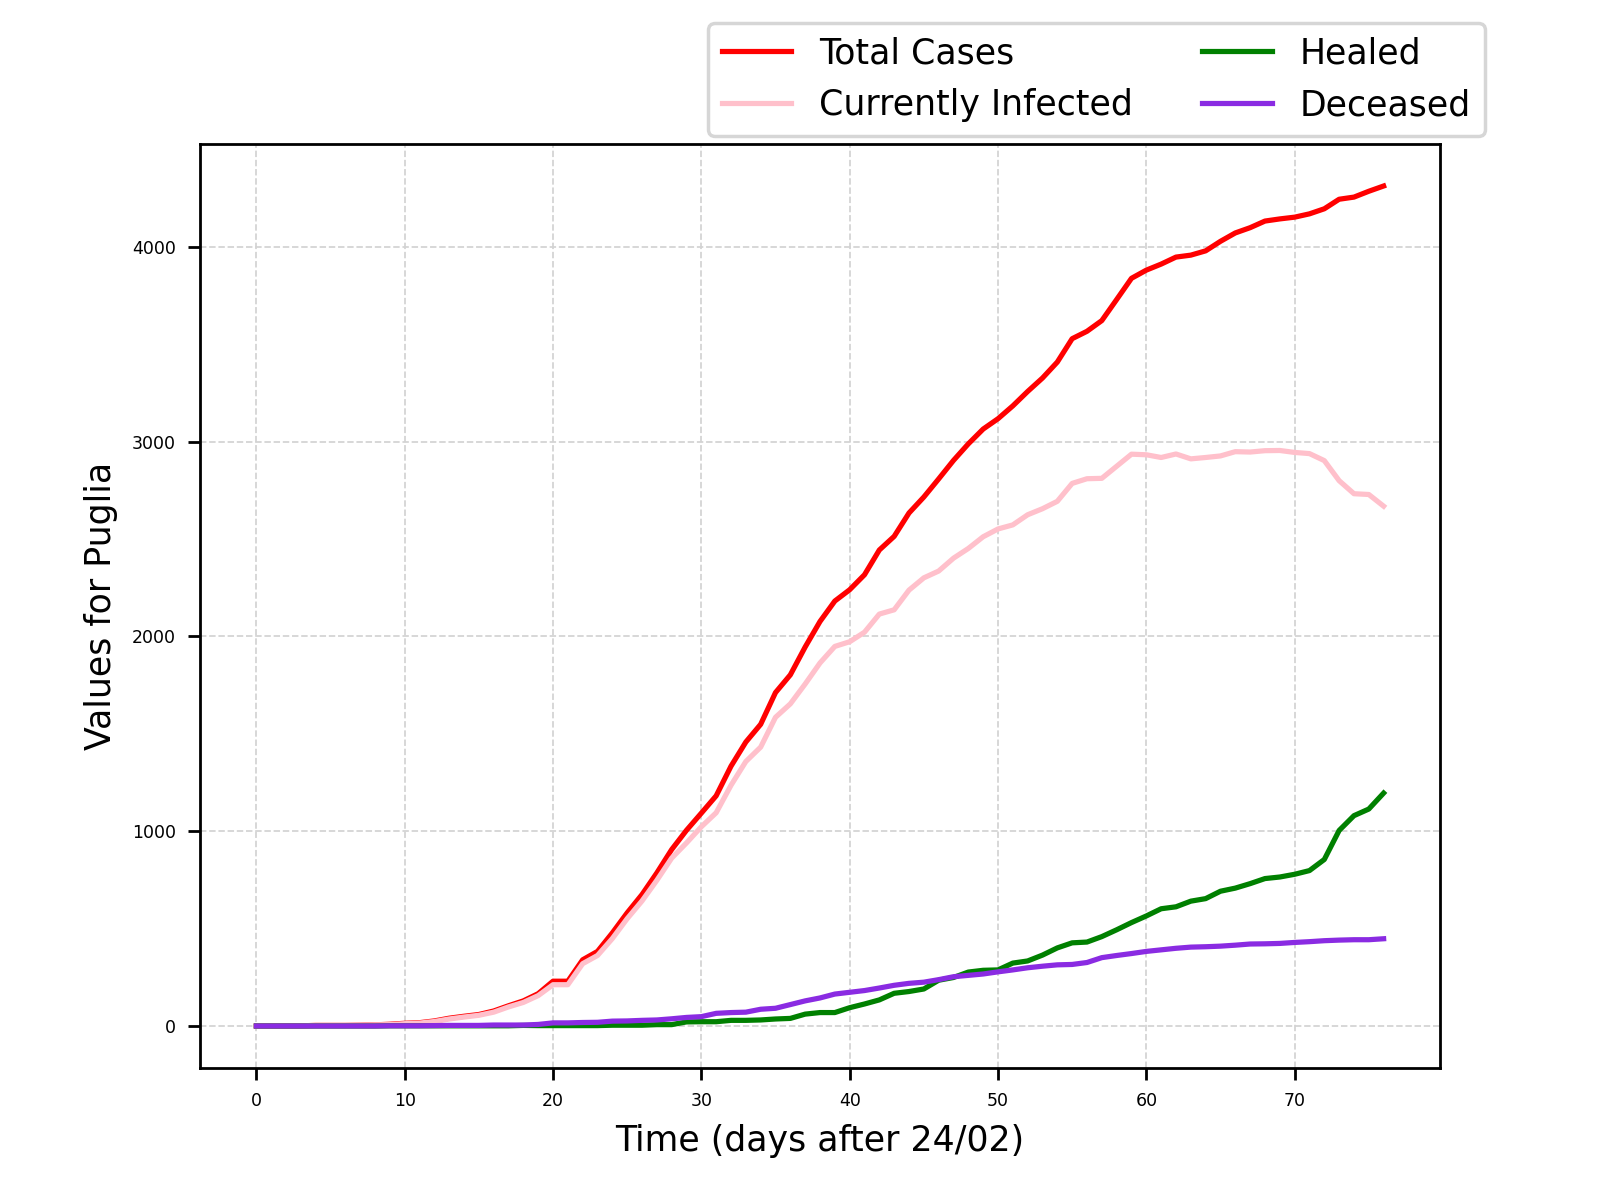 Total Cases
Currently Infected
Healed
Deceased
4000
3000
2000
1000
0
Values for Puglia
0 10 20 30 40 50 60 70
Time (days after 24/02)